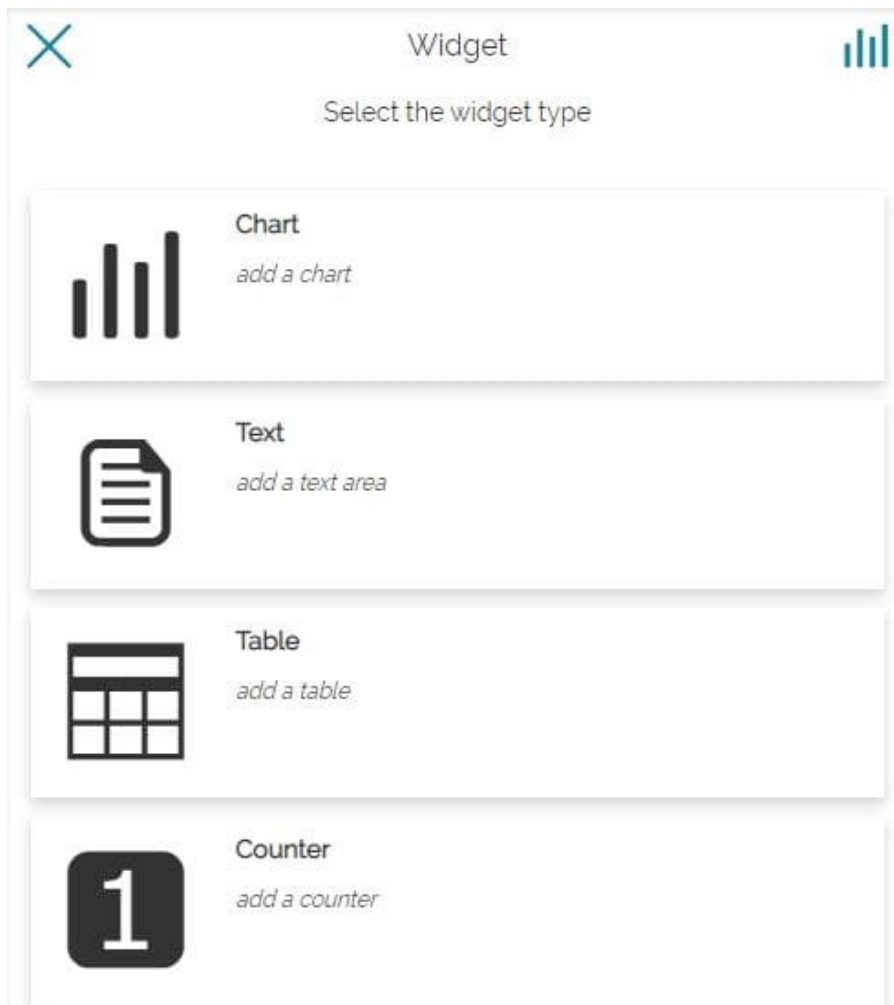 Widget
Select the widget type
Chart
add a chart
Text
add a text area
Table
add a table
1
Counter
add a counter